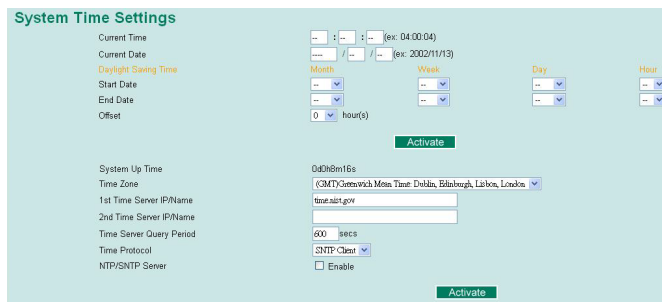 System Time Settings
Current Time -- : -- : -- (ex: 04:00:04)
Current Date ---- / -- / -- (ex: 2002/11/13)
Daylight Saving Time Month Week Day Hour
Start Date -- -- -- --
End Date -- -- -- --
Offset 0 hour(s)
Activate
System Up Time 0d0h8m16s
Time Zone (GMT)Greenwich Mean Time: Dublin, Edinburgh, Lisbon, London
1st Time Server IP/Name time.nist.gov
2nd Time Server IP/Name
Time Server Query Period 600 secs
Time Protocol SNTP Client
NTP/SNTP Server Enable
Activate